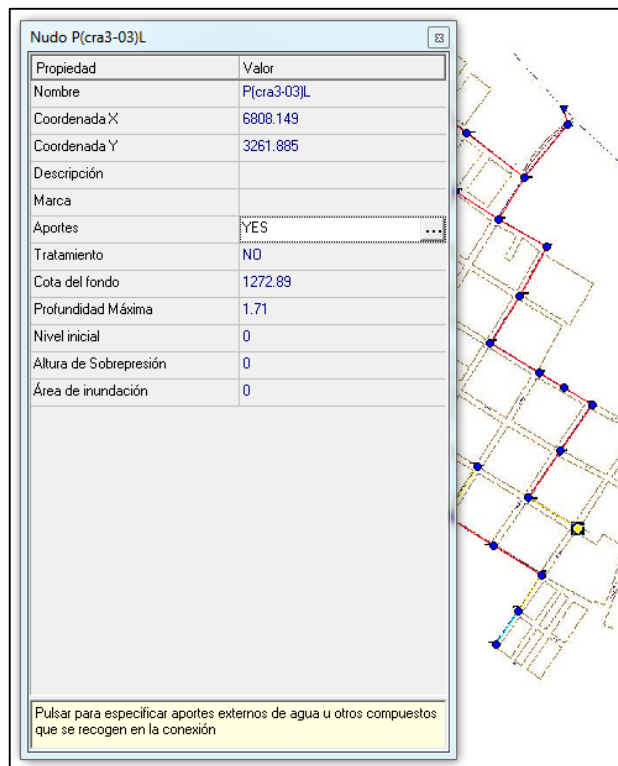 Nudo P(cra3-03)L
Propiedad Valor
Nombre P(cra3-03)L
Coordenada X 6808.149
Coordenada Y 3261.885
Descripción
Marca
Aportes YES ...
Tratamiento NO
Cota del fondo 1272.89
Profundidad Máxima 1.71
Nivel inicial 0
Altura de Sobrepresión 0
Área de inundación 0
Pulsar para especificar aportes externos de agua u otros compuestos
que se recogen en la conexión